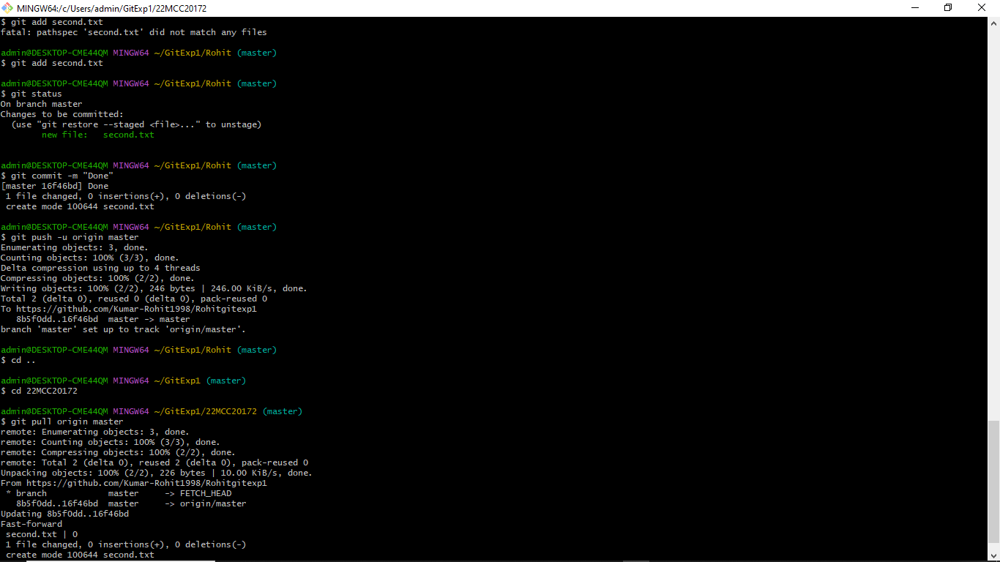 MINGW64:/c/Users/admin/GitExp1/22MCC20172
$ git add second.txt
fatal: pathspec 'second.txt' did not match any files
admin@DESKTOP-CME44QM MINGW64 ~/GitExp1/Rohit (master)
$ git add second.txt
admin@DESKTOP-CME44QM MINGW64 ~/GitExp1/Rohit (master)
$ git status
On branch master
Changes to be committed:
  (use "git restore --staged <file>..." to unstage)
        new file:   second.txt
admin@DESKTOP-CME44QM MINGW64 ~/GitExp1/Rohit (master)
$ git commit -m "Done"
[master 16f46bd] Done
 1 file changed, 0 insertions(+), 0 deletions(-)
 create mode 100644 second.txt
admin@DESKTOP-CME44QM MINGW64 ~/GitExp1/Rohit (master)
$ git push -u origin master
Enumerating objects: 3, done.
Counting objects: 100% (3/3), done.
Delta compression using up to 4 threads
Compressing objects: 100% (2/2), done.
Writing objects: 100% (2/2), 246 bytes | 246.00 KiB/s, done.
Total 2 (delta 0), reused 0 (delta 0), pack-reused 0
To https://github.com/Kumar-Rohit1998/Rohitgitexp1
   8b5f0dd..16f46bd  master -> master
branch 'master' set up to track 'origin/master'.
admin@DESKTOP-CME44QM MINGW64 ~/GitExp1/Rohit (master)
$ cd ..
admin@DESKTOP-CME44QM MINGW64 ~/GitExp1 (master)
$ cd 22MCC20172
admin@DESKTOP-CME44QM MINGW64 ~/GitExp1/22MCC20172 (master)
$ git pull origin master
remote: Enumerating objects: 3, done.
remote: Counting objects: 100% (3/3), done.
remote: Compressing objects: 100% (2/2), done.
remote: Total 2 (delta 0), reused 2 (delta 0), pack-reused 0
Unpacking objects: 100% (2/2), 226 bytes | 10.00 KiB/s, done.
From https://github.com/Kumar-Rohit1998/Rohitgitexp1
 * branch            master     -> FETCH_HEAD
   8b5f0dd..16f46bd  master     -> origin/master
Updating 8b5f0dd..16f46bd
Fast-forward
 second.txt | 0
 1 file changed, 0 insertions(+), 0 deletions(-)
 create mode 100644 second.txt